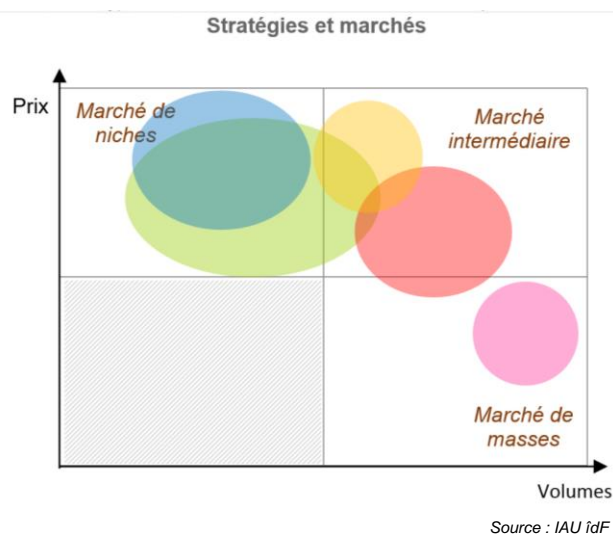 Stratégies et marchés
Prix
Marché de
niches
Marché
intermédiaire
Marché de
masses
Volumes
Source : IAU îdF